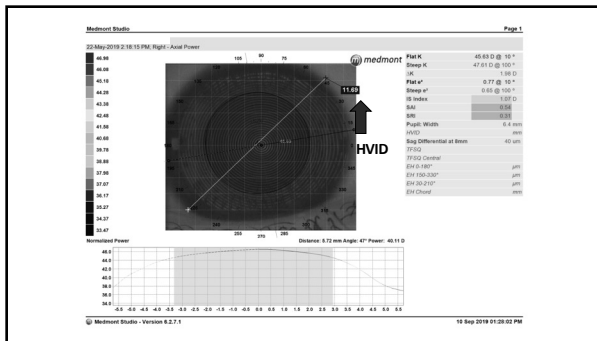 Medmont Studio Page 1
22-May-2019 2:18:15 PM; Right - Axial Power
medmont
11.69
HVID
Flat K 45.63 D @ 10 °
Steep K 47.61 D @ 100 °
ΔK 1.98 D
Flat e² 0.77 @ 10 °
Steep e² 0.65 @ 100 °
IS Index 1.07 D
SAI 0.54
SRI 0.31
Pupil: Width 6.4 mm
HVID mm
Sag Differential at 8mm 40 um
TFSQ
TFSQ Central
EH 0-180° µm
EH 150-330° µm
EH 30-210° µm
EH Chord mm
46.98
46.08
45.18
44.28
43.38
42.48
41.58
40.68
39.78
38.88
37.98
37.07
36.17
35.27
34.37
33.47
105 90 75
245 255 270 285
Normalized Power Distance: 5.72 mm Angle: 47° Power: 40.11 D
46.0
44.0
42.0
40.0
38.0
36.0
34.0
-5.5 -5.0 -4.5 -4.0 -3.5 -3.0 -2.5 -2.0 -1.5 -1.0 -0.5 0.0 0.5 1.0 1.5 2.0 2.5 3.0 3.5 4.0 4.5 5.0 5.5
Medmont Studio - Version 6.2.7.1 10 Sep 2019 01:28:02 PM